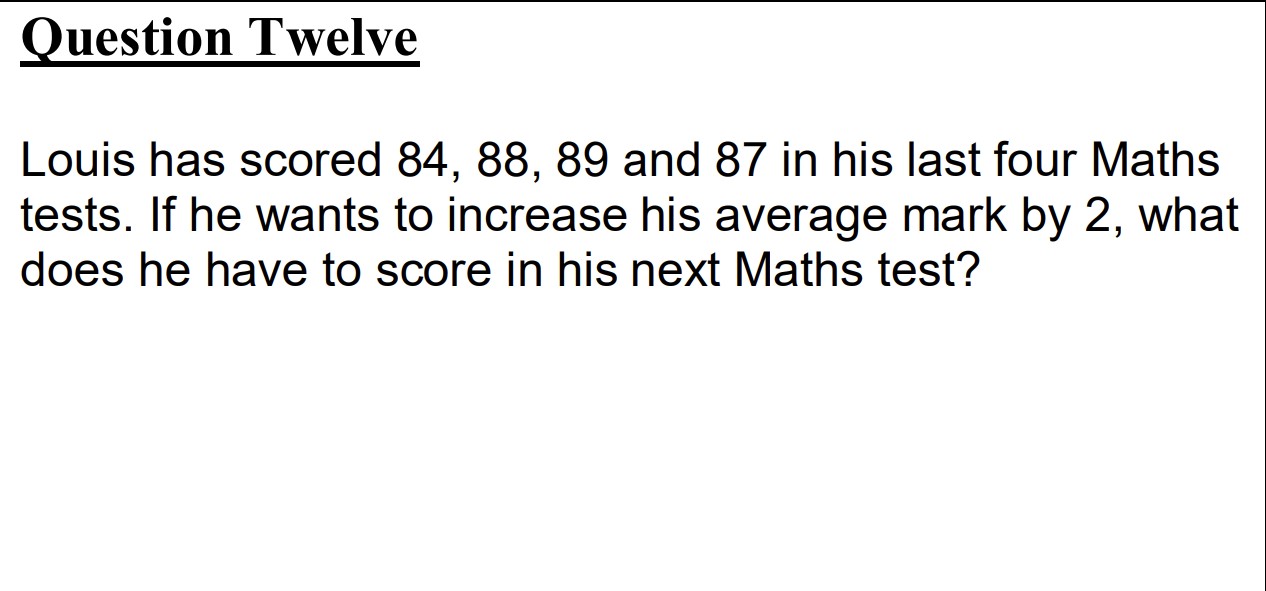 Question Twelve
Louis has scored 84, 88, 89 and 87 in his last four Maths
tests. If he wants to increase his average mark by 2, what
does he have to score in his next Maths test?